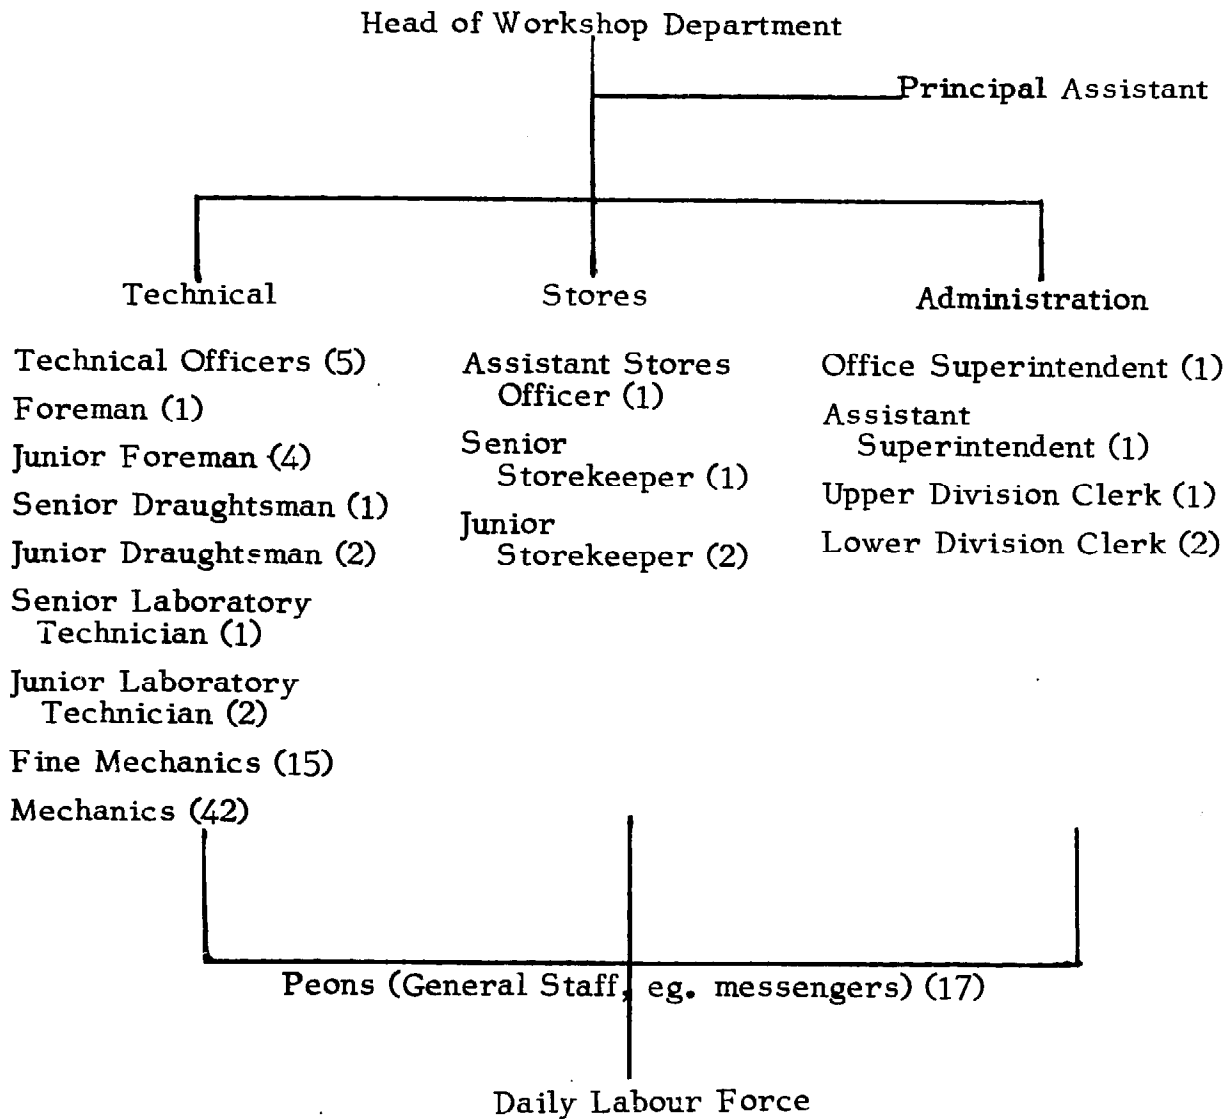 Head of Workshop Department
Principal Assistant
Technical
Technical Officers (5)
Foreman (1)
Junior Foreman (4)
Senior Draughtsman (1)
Junior Draughtsman (2)
Senior Laboratory
Technician (1)
Junior Laboratory
Technician (2)
Fine Mechanics (15)
Mechanics (42)
Stores
Assistant Stores
Officer (1)
Senior
Storekeeper (1)
Junior
Storekeeper (2)
Administration
Office Superintendent (1)
Assistant
Superintendent (1)
Upper Division Clerk (1)
Lower Division Clerk (2)
Peons (General Staff, eg. messengers) (17)
Daily Labour Force